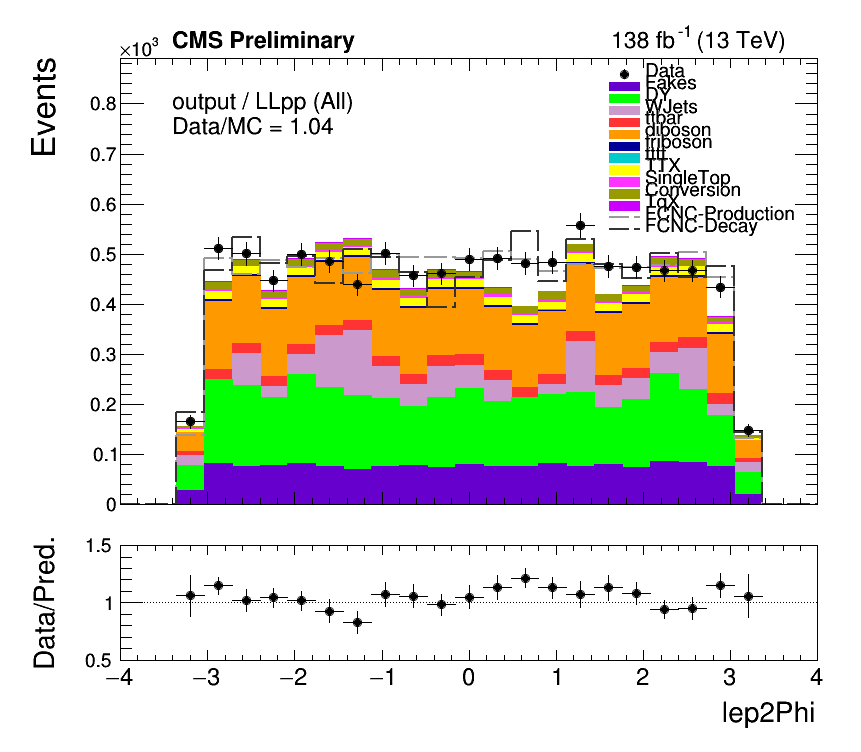 ×10³ CMS Preliminary 138 fb⁻¹ (13 TeV)
Events
output / LLpp (All)
Data/MC = 1.04
Data
Fakes
DY
WJets
ttbar
diboson
triboson
tttt
TTX
SingleTop
Conversion
TqX
FCNC-Production
FCNC-Decay
0.8
0.7
0.6
0.5
0.4
0.3
0.2
0.1
0
Data/Pred.
1.5
1
0.5
−4 −3 −2 −1 0 1 2 3 4
lep2Phi